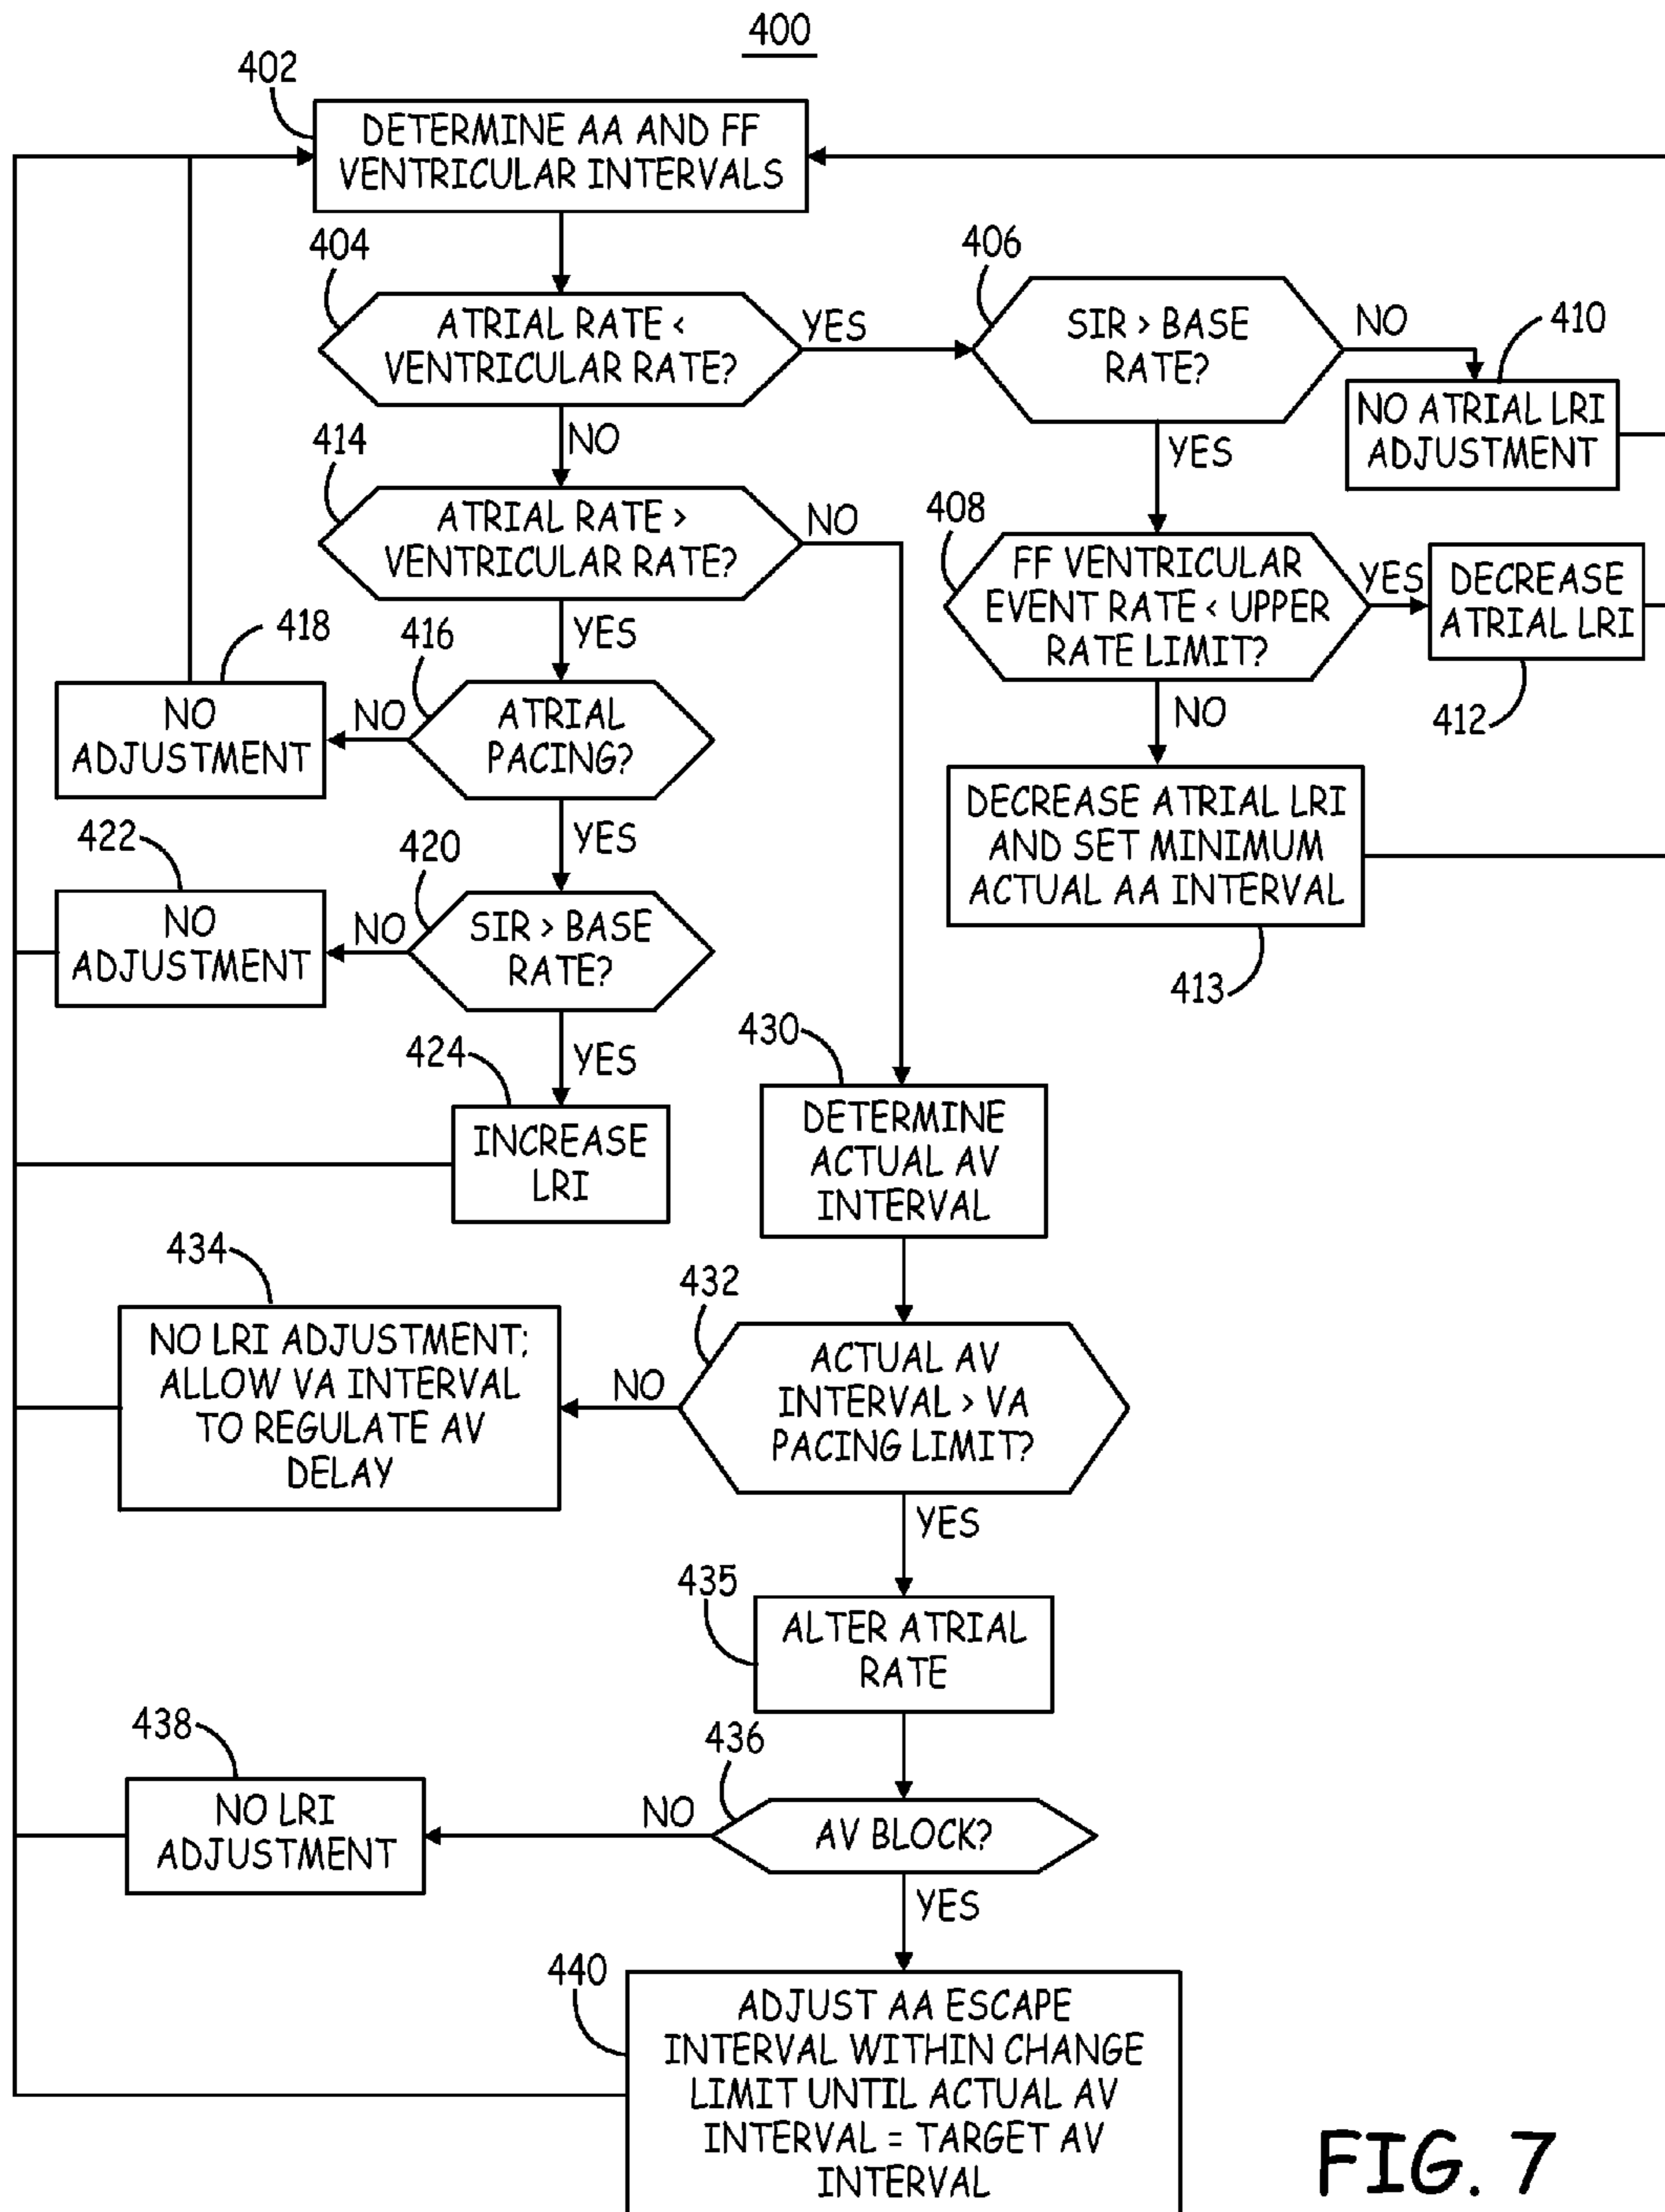 400
402
DETERMINE AA AND FF
VENTRICULAR INTERVALS
404
ATRIAL RATE <
VENTRICULAR RATE?
YES
NO
406
SIR > BASE
RATE?
NO
YES
410
NO ATRIAL LRI
ADJUSTMENT
414
ATRIAL RATE >
VENTRICULAR RATE?
NO
YES
408
FF VENTRICULAR
EVENT RATE < UPPER
RATE LIMIT?
YES
NO
DECREASE
ATRIAL LRI
412
418
NO
ADJUSTMENT
416
ATRIAL
PACING?
NO
YES
DECREASE ATRIAL LRI
AND SET MINIMUM
ACTUAL AA INTERVAL
413
422
NO
ADJUSTMENT
420
SIR > BASE
RATE?
NO
YES
424
INCREASE
LRI
430
DETERMINE
ACTUAL AV
INTERVAL
434
NO LRI ADJUSTMENT;
ALLOW VA INTERVAL
TO REGULATE AV
DELAY
432
ACTUAL AV
INTERVAL > VA
PACING LIMIT?
NO
YES
435
ALTER ATRIAL
RATE
438
NO LRI
ADJUSTMENT
436
AV BLOCK?
NO
YES
440
ADJUST AA ESCAPE
INTERVAL WITHIN CHANGE
LIMIT UNTIL ACTUAL AV
INTERVAL = TARGET AV
INTERVAL
FIG. 7